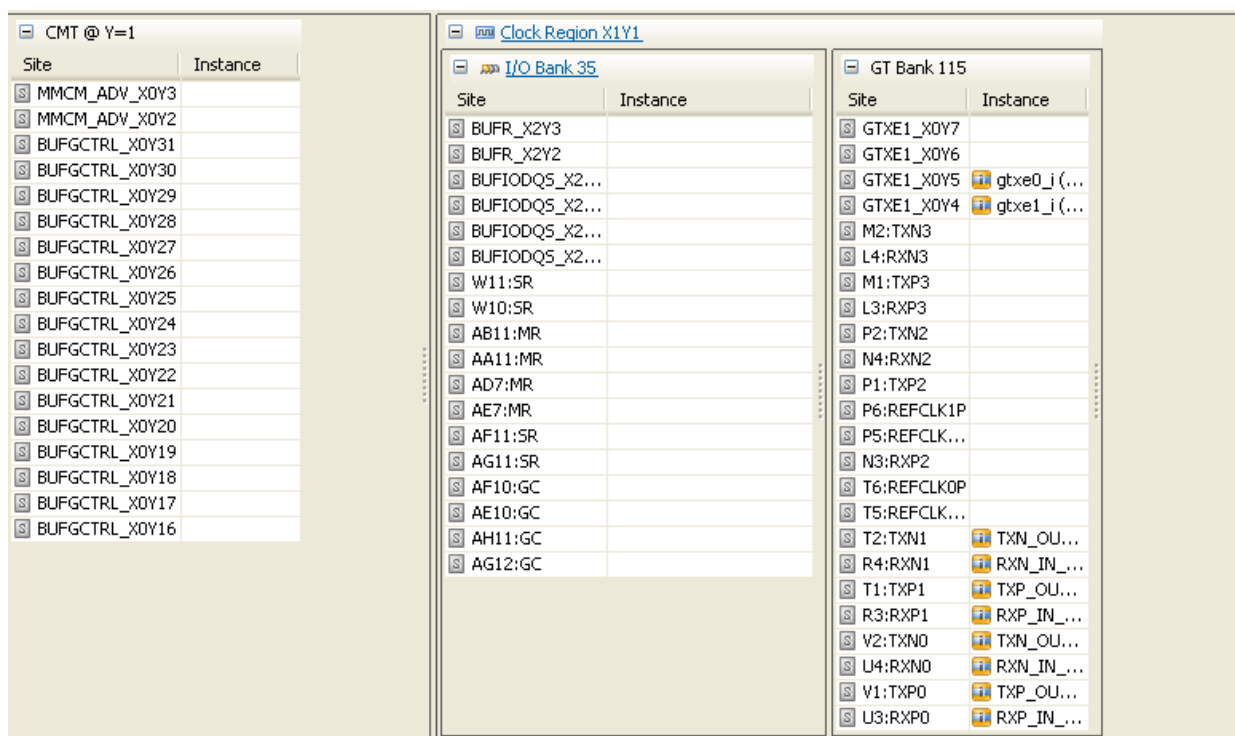 CMT @ Y=1
Site Instance
MMCM_ADV_X0Y3
MMCM_ADV_X0Y2
BUFGCTRL_X0Y31
BUFGCTRL_X0Y30
BUFGCTRL_X0Y29
BUFGCTRL_X0Y28
BUFGCTRL_X0Y27
BUFGCTRL_X0Y26
BUFGCTRL_X0Y25
BUFGCTRL_X0Y24
BUFGCTRL_X0Y23
BUFGCTRL_X0Y22
BUFGCTRL_X0Y21
BUFGCTRL_X0Y20
BUFGCTRL_X0Y19
BUFGCTRL_X0Y18
BUFGCTRL_X0Y17
BUFGCTRL_X0Y16
Clock Region X1Y1
I/O Bank 35
Site Instance
BUFR_X2Y3
BUFR_X2Y2
BUFIODQS_X2...
BUFIODQS_X2...
BUFIODQS_X2...
BUFIODQS_X2...
W11:SR
W10:SR
AB11:MR
AA11:MR
AD7:MR
AE7:MR
AF11:SR
AG11:SR
AF10:GC
AE10:GC
AH11:GC
AG12:GC
GT Bank 115
Site Instance
GTXE1_X0Y7
GTXE1_X0Y6
GTXE1_X0Y5 gtxe0_i (...
GTXE1_X0Y4 gtxe1_i (...
M2:TXN3
L4:RXN3
M1:TXP3
L3:RXP3
P2:TXN2
N4:RXN2
P1:TXP2
P6:REFCLK1P
P5:REFCLK...
N3:RXP2
T6:REFCLK0P
T5:REFCLK...
T2:TXN1 TXN_OU...
R4:RXN1 RXN_IN_...
T1:TXP1 TXP_OU...
R3:RXP1 RXP_IN_...
V2:TXN0 TXN_OU...
U4:RXN0 RXN_IN_...
V1:TXP0 TXP_OU...
U3:RXP0 RXP_IN_...